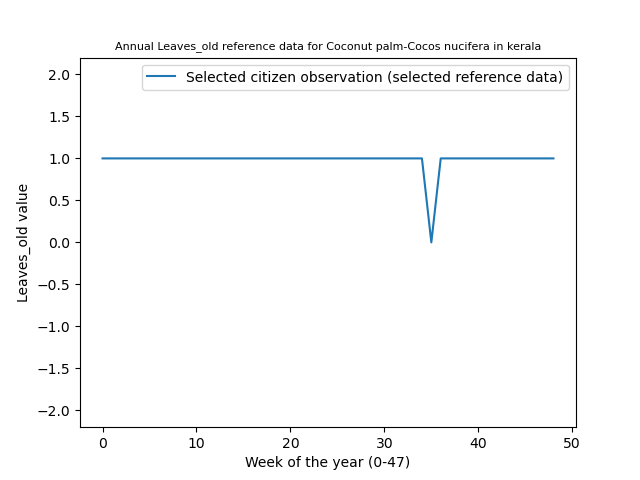 Annual Leaves_old reference data for Coconut palm-Cocos nucifera in kerala
Selected citizen observation (selected reference data)
2.0
1.5
1.0
0.5
0.0
−0.5
−1.0
−1.5
−2.0
Leaves_old value
0 10 20 30 40 50
Week of the year (0-47)